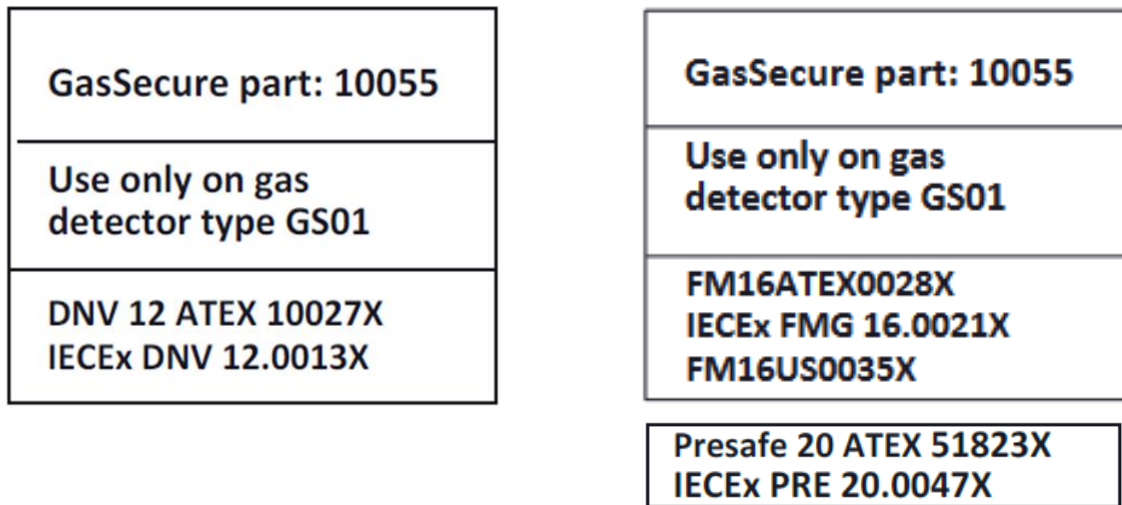 GasSecure part: 10055
Use only on gas
detector type GS01
DNV 12 ATEX 10027X
IECEx DNV 12.0013X
GasSecure part: 10055
Use only on gas
detector type GS01
FM16ATEX0028X
IECEx FMG 16.0021X
FM16US0035X
Presafe 20 ATEX 51823X
IECEx PRE 20.0047X